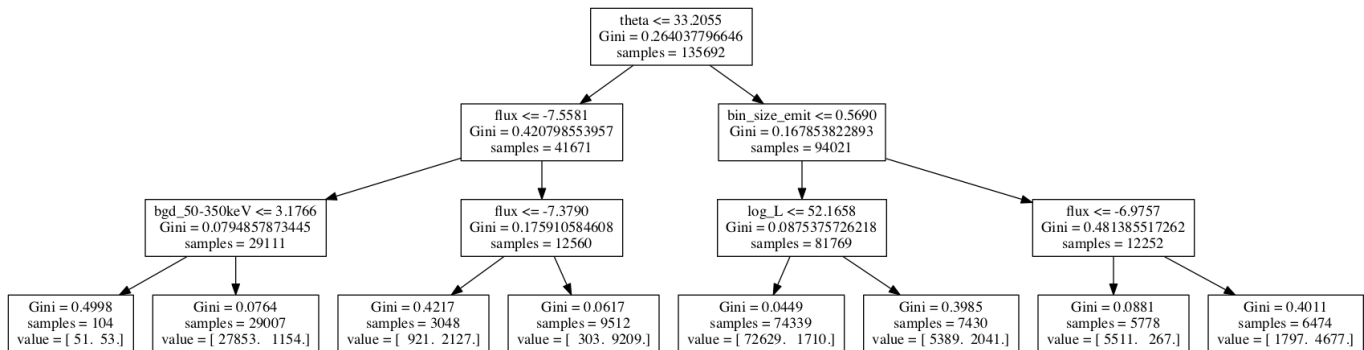 theta <= 33.2055
Gini = 0.264037796646
samples = 135692
flux <= -7.5581
Gini = 0.420798553957
samples = 41671
bin_size_emit <= 0.5690
Gini = 0.167853822893
samples = 94021
bgd_50-350keV <= 3.1766
Gini = 0.0794857873445
samples = 29111
flux <= -7.3790
Gini = 0.175910584608
samples = 12560
log_L <= 52.1658
Gini = 0.0875375726218
samples = 81769
flux <= -6.9757
Gini = 0.481385517262
samples = 12252
Gini = 0.4998
samples = 104
value = [ 51. 53.]
Gini = 0.0764
samples = 29007
value = [ 27853. 1154.]
Gini = 0.4217
samples = 3048
value = [ 921. 2127.]
Gini = 0.0617
samples = 9512
value = [ 303. 9209.]
Gini = 0.0449
samples = 74339
value = [ 72629. 1710.]
Gini = 0.3985
samples = 7430
value = [ 5389. 2041.]
Gini = 0.0881
samples = 5778
value = [ 5511. 267.]
Gini = 0.4011
samples = 6474
value = [ 1797. 4677.]